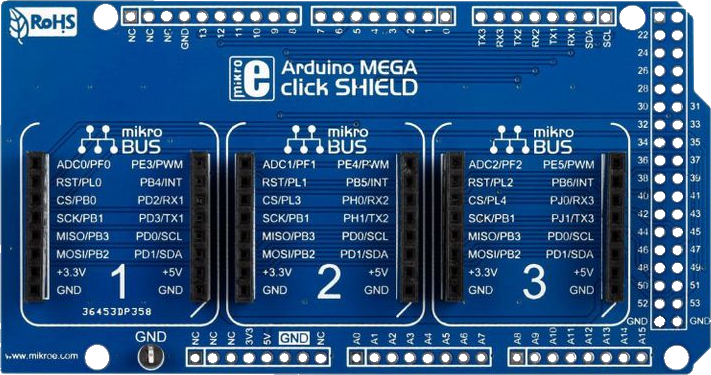 RoHS
NC NC NC GND 13 12 11 10 9 8
7 6 5 4 3 2 1 0
TX3 RX3 TX2 RX2 TX1 RX1 SDA SCL
22
24
26
28
30 31
32 33
34 35
36 37
38 39
40 41
42 43
44 45
46 47
48 49
50 51
52 53
GND GND
mikro e
Arduino MEGA
click SHIELD
mikro
BUS
ADC0/PF0 PE3/PWM
RST/PL0 PB4/INT
CS/PB0 PD2/RX1
SCK/PB1 PD3/TX1
MISO/PB3 PD0/SCL
MOSI/PB2 PD1/SDA
+3.3V +5V
GND GND
1
36453DP358
mikro
BUS
ADC1/PF1 PE4/PWM
RST/PL1 PB5/INT
CS/PL3 PH0/RX2
SCK/PB1 PH1/TX2
MISO/PB3 PD0/SCL
MOSI/PB2 PD1/SDA
+3.3V +5V
GND GND
2
mikro
BUS
ADC2/PF2 PE5/PWM
RST/PL2 PB6/INT
CS/PL4 PJ0/RX3
SCK/PB1 PJ1/TX3
MISO/PB3 PD0/SCL
MOSI/PB2 PD1/SDA
+3.3V +5V
GND GND
3
www.mikroe.com
GND
NC NC NC 3V3 5V GND NC
A0 A1 A2 A3 A4 A5 A6 A7
A8 A9 A10 A11 A12 A13 A14 A15